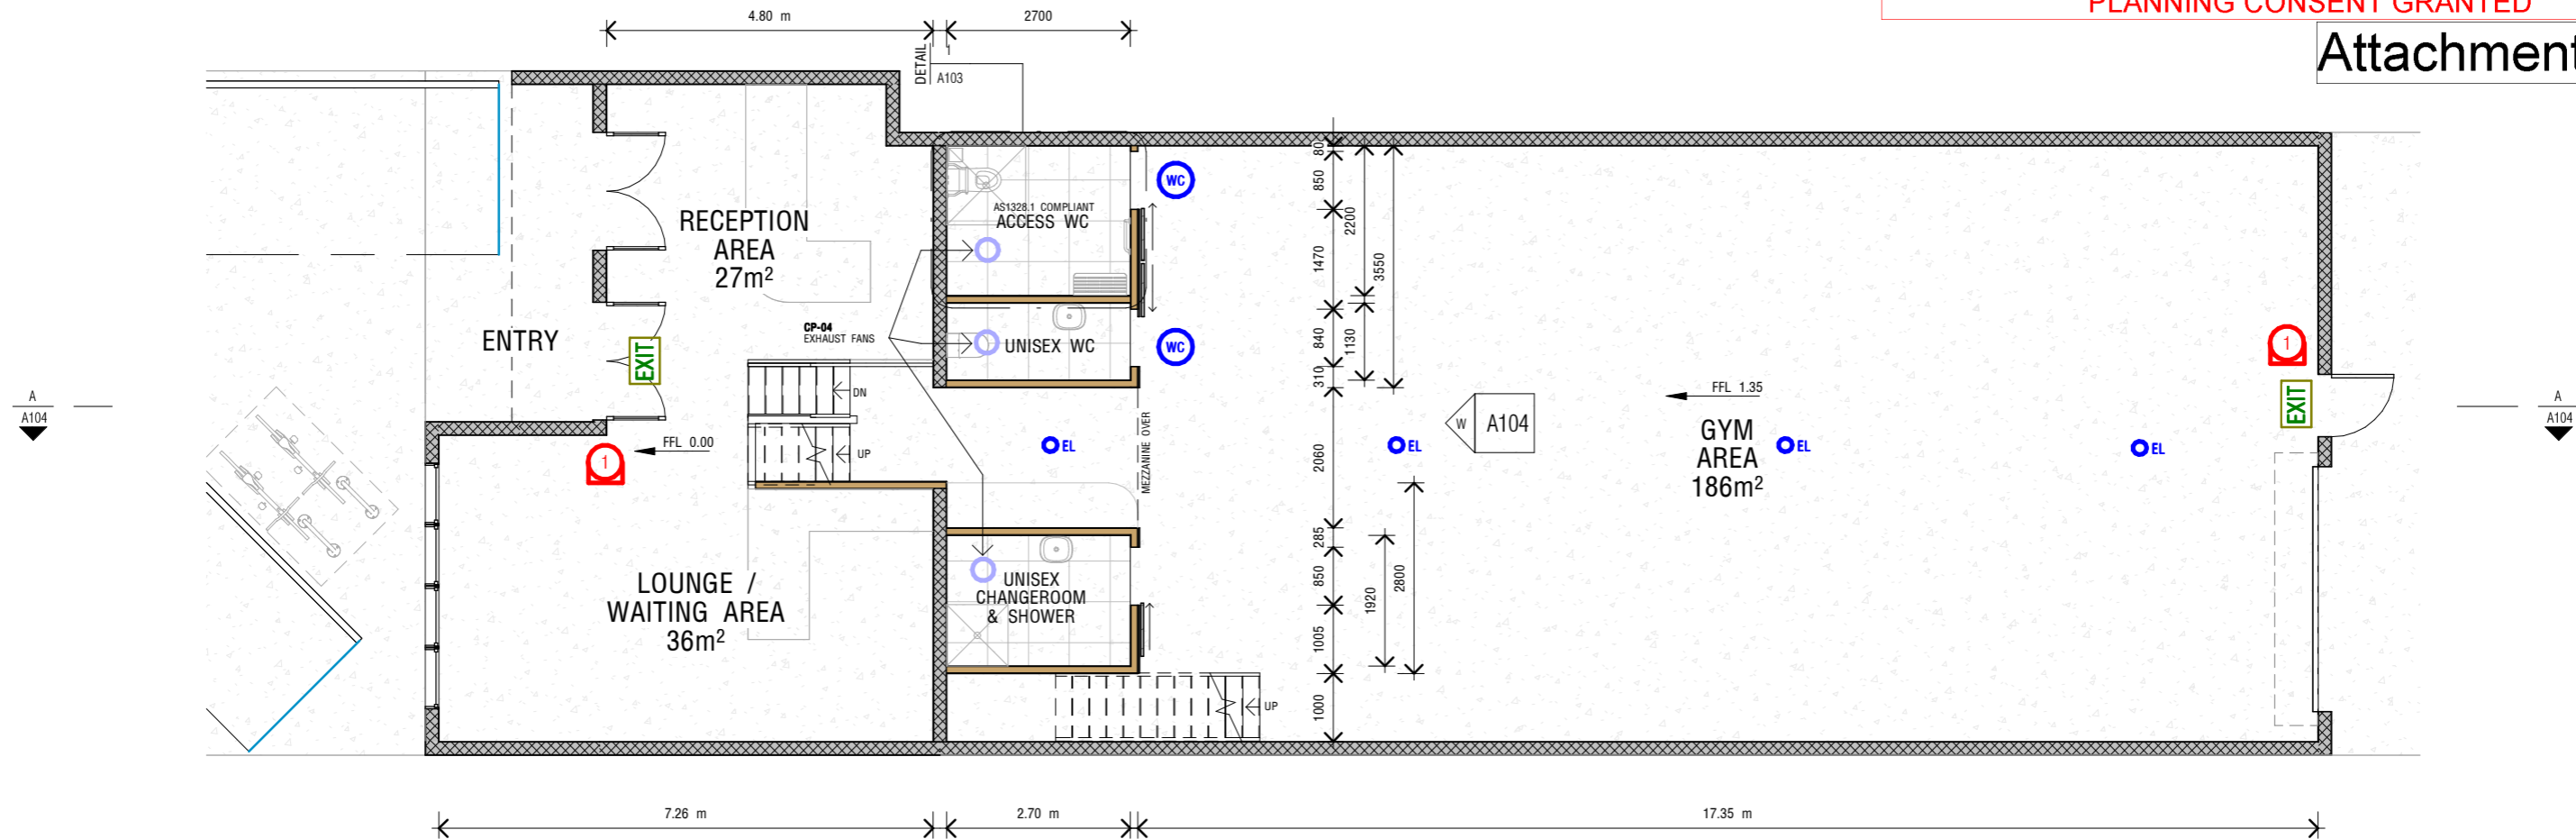 PLANNING CONSENT GRANTED
Attachment
4.80 m
2700
DETAIL
1
A103
RECEPTION
AREA
27m²
AS1328.1 COMPLIANT
ACCESS WC
WC
ENTRY
EXIT
CP-04
EXHAUST FANS
UNISEX WC
WC
DN
UP
FFL 0.00
1
EL
MEZZANINE OVER
LOUNGE /
WAITING AREA
36m²
UNISEX
CHANGEROOM
& SHOWER
UP
80
850
1470
840
310
2060
285
850
1005
1000
2200
1130
3550
1920
2800
EL
W
A104
FFL 1.35
GYM
AREA
186m²
EL
EL
1
EXIT
A
A104
A
A104
7.26 m
2.70 m
17.35 m